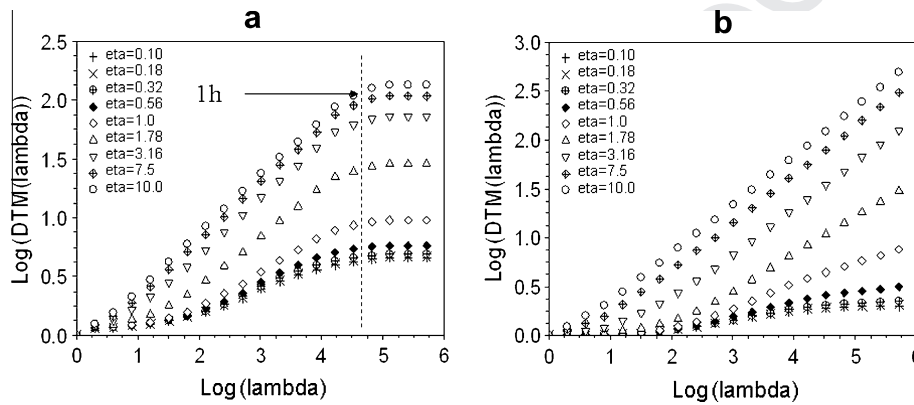 a
Log (DTM (lambda))
2.5
2.0
1.5
1.0
0.5
0.0
+ eta=0.10
× eta=0.18
⊕ eta=0.32
◆ eta=0.56
◇ eta=1.0
△ eta=1.78
▽ eta=3.16
eta=7.5
○ eta=10.0
1h
0 1 2 3 4 5 6
Log (lambda)
b
Log (DTM (lambda))
3.0
2.5
2.0
1.5
1.0
0.5
0.0
+ eta=0.10
× eta=0.18
⊕ eta=0.32
◆ eta=0.56
◇ eta=1.0
△ eta=1.78
▽ eta=3.16
eta=7.5
○ eta=10.0
0 1 2 3 4 5 6
Log (lambda)